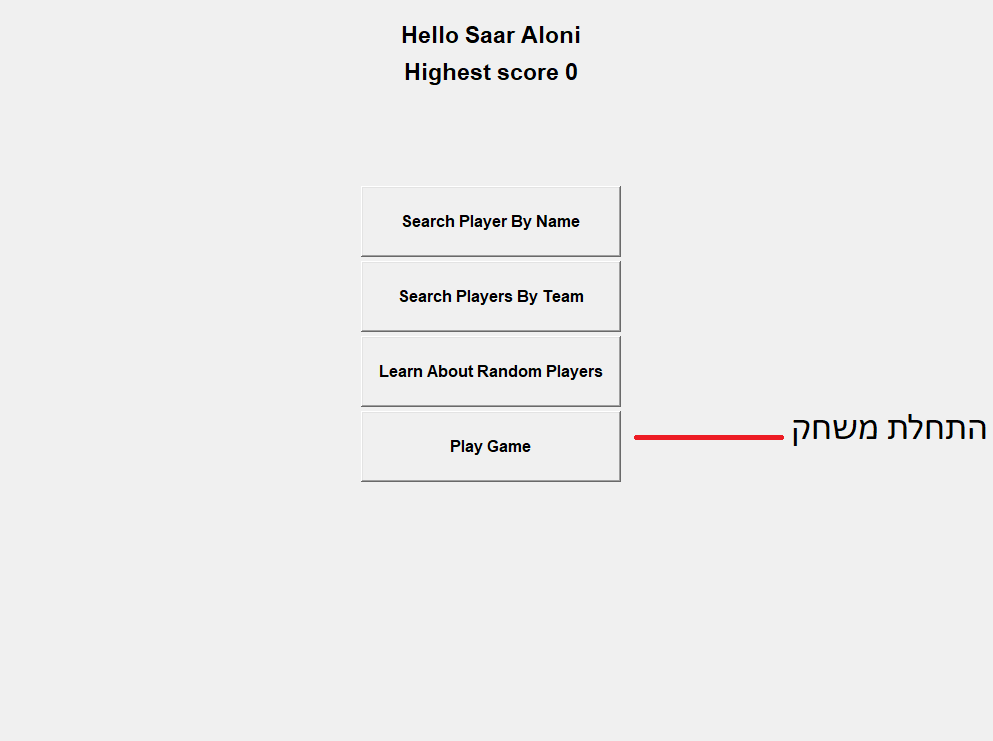 Hello Saar Aloni
Highest score 0
Search Player By Name
Search Players By Team
Learn About Random Players
Play Game
התחלת משחק